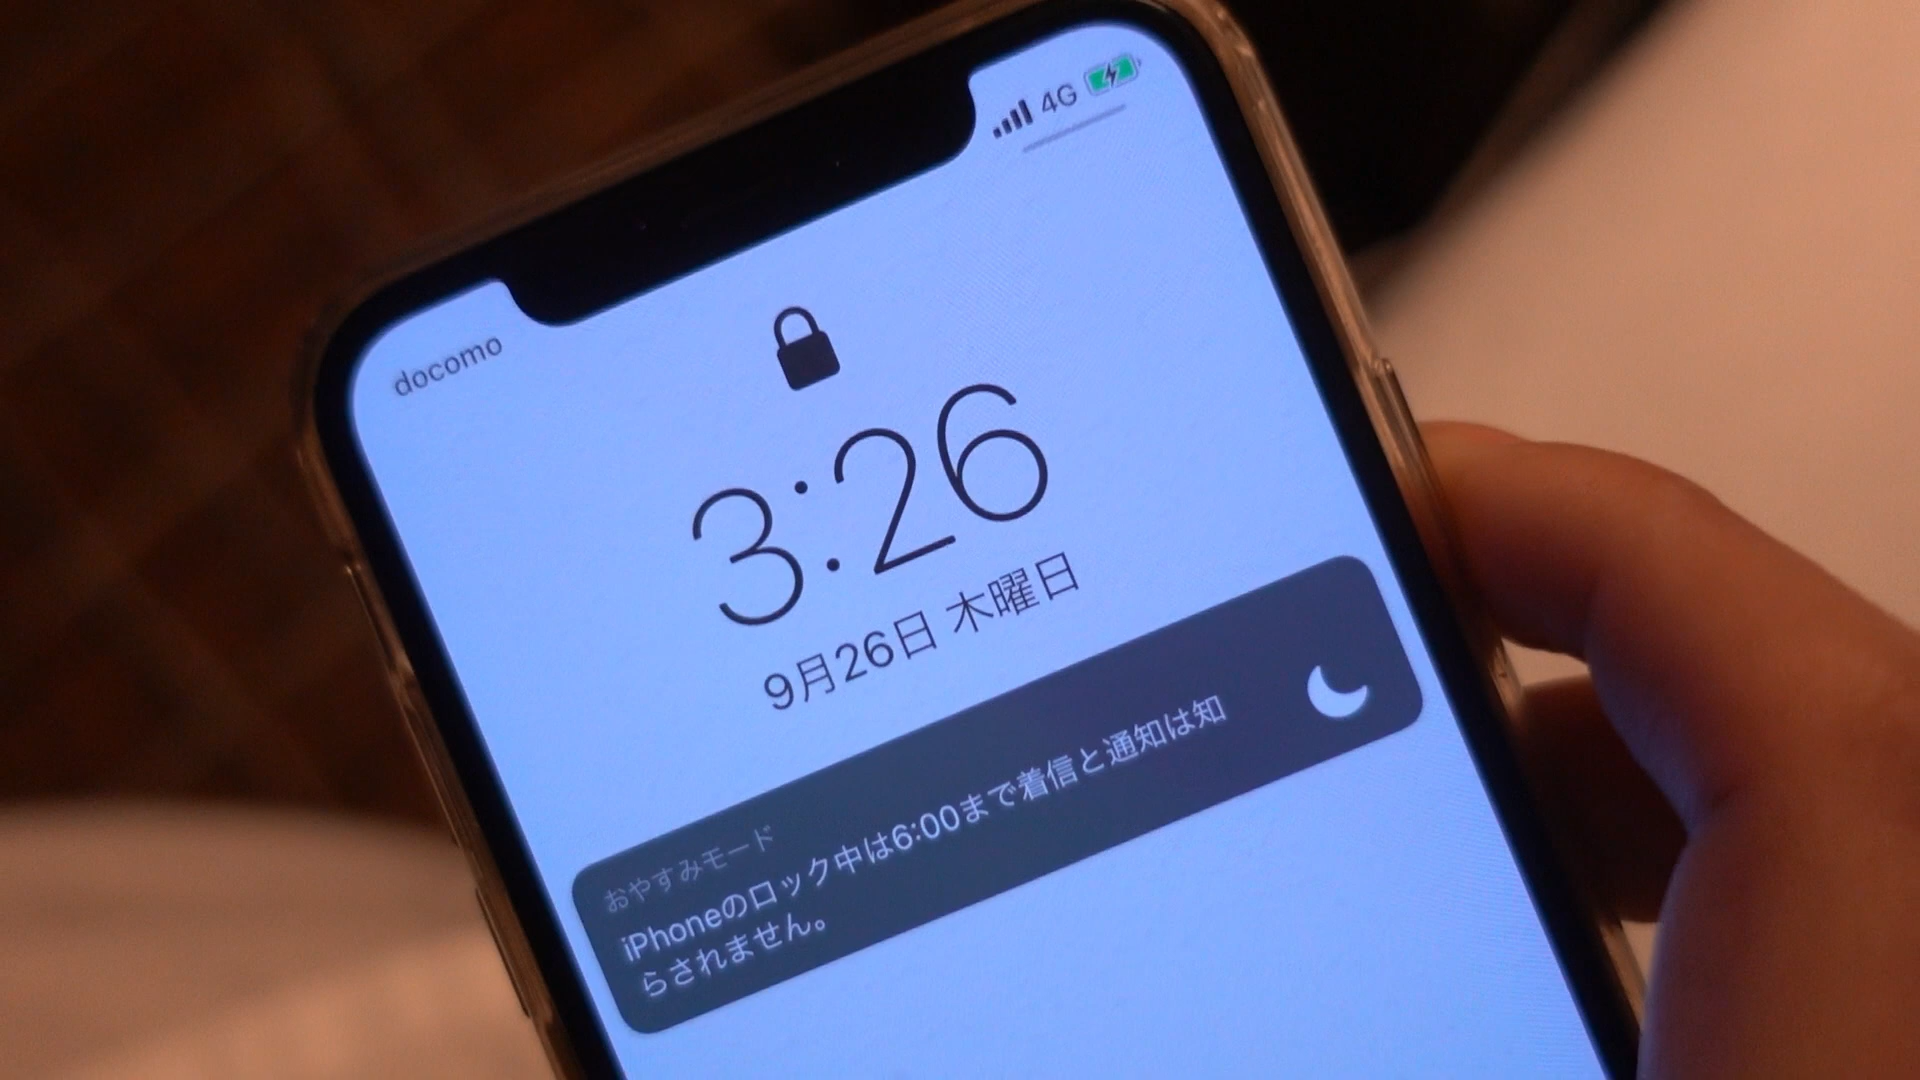 docomo
4G
3:26
9月26日 木曜日
おやすみモード
iPhoneのロック中は6:00まで着信と通知は知
らされません。